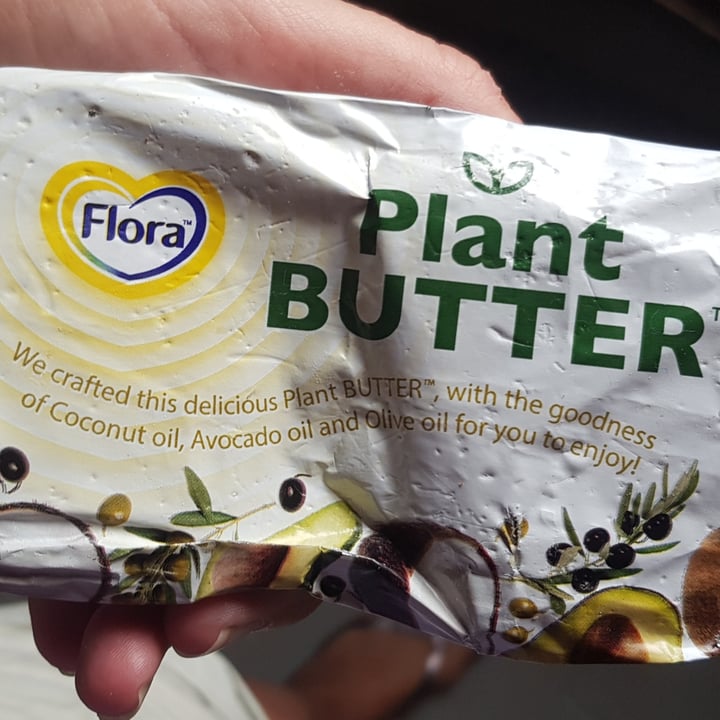 Flora™
Plant
BUTTER™
We crafted this delicious Plant BUTTER™, with the goodness
of Coconut oil, Avocado oil and Olive oil for you to enjoy!